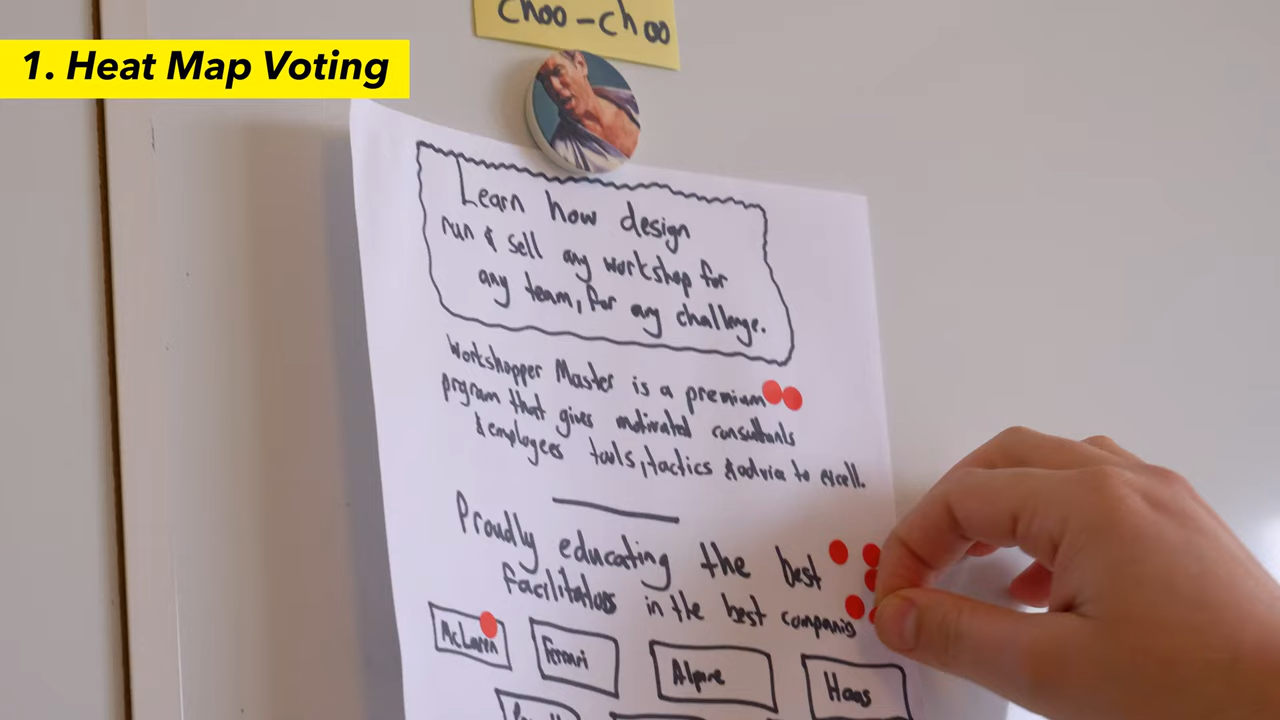 choo-choo
1. Heat Map Voting
Learn how design
run & sell any workshop for
any team, for any challenge.
Workshopper Master is a premium
prgram that gives motivated consultants
& employees tools, tactics & advice to excell.
Proudly educating the best
facilitators in the best companis
McLaren
Ferrari
Alpine
Haas